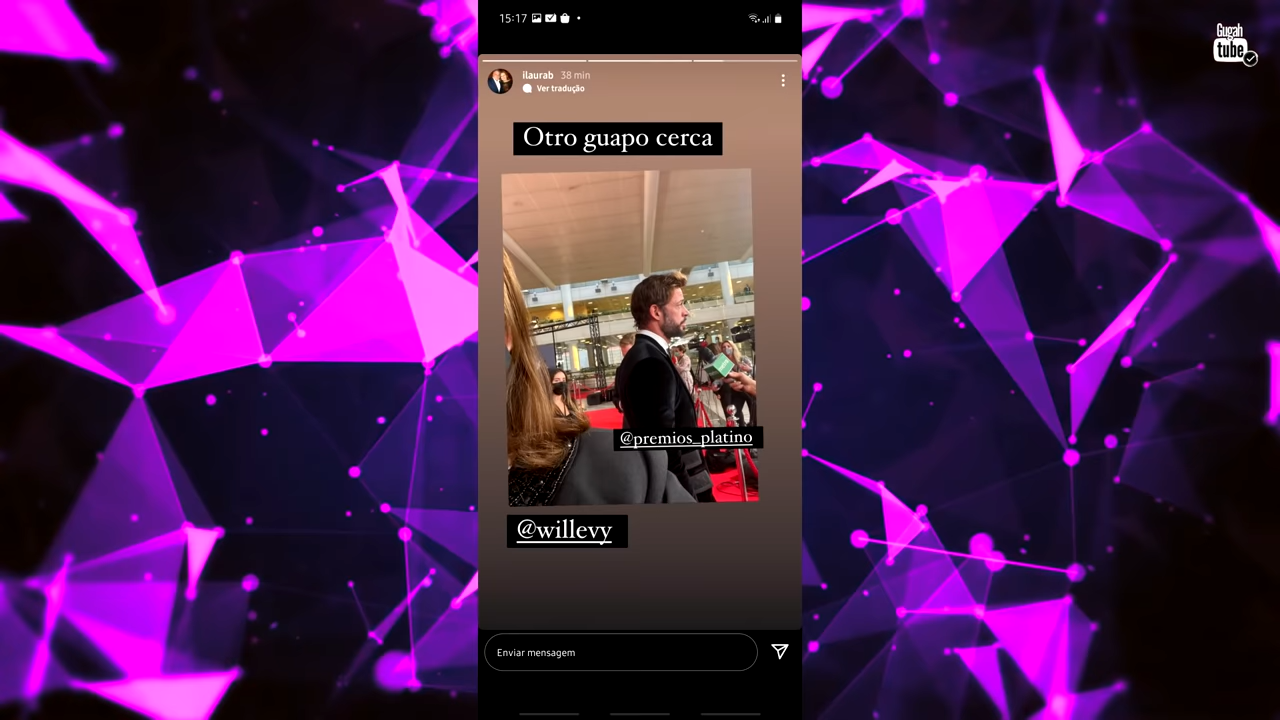 15:17
Gugah
tube
ilaurab 38 min
Ver tradução
Otro guapo cerca
@premios_platino
@willevy
Enviar mensagem